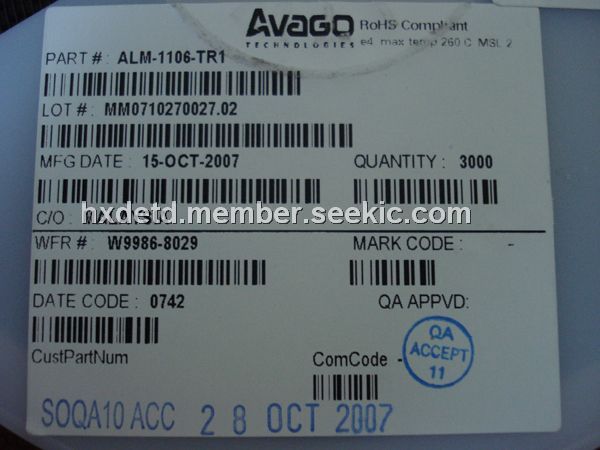 AVAGO RoHS Compliant
TECHNOLOGIES e4 max temp 260 C MSL 2
PART # : ALM-1106-TR1
LOT # : MM0710270027.02
MFG DATE : 15-OCT-2007 QUANTITY : 3000
hxdetd.member.seekic.com
C/O :
WFR # : W9986-8029 MARK CODE : -
DATE CODE : 0742 QA APPVD:
QA
ACCEPT
11
CustPartNum ComCode -
SOQA10 ACC 28 OCT 2007